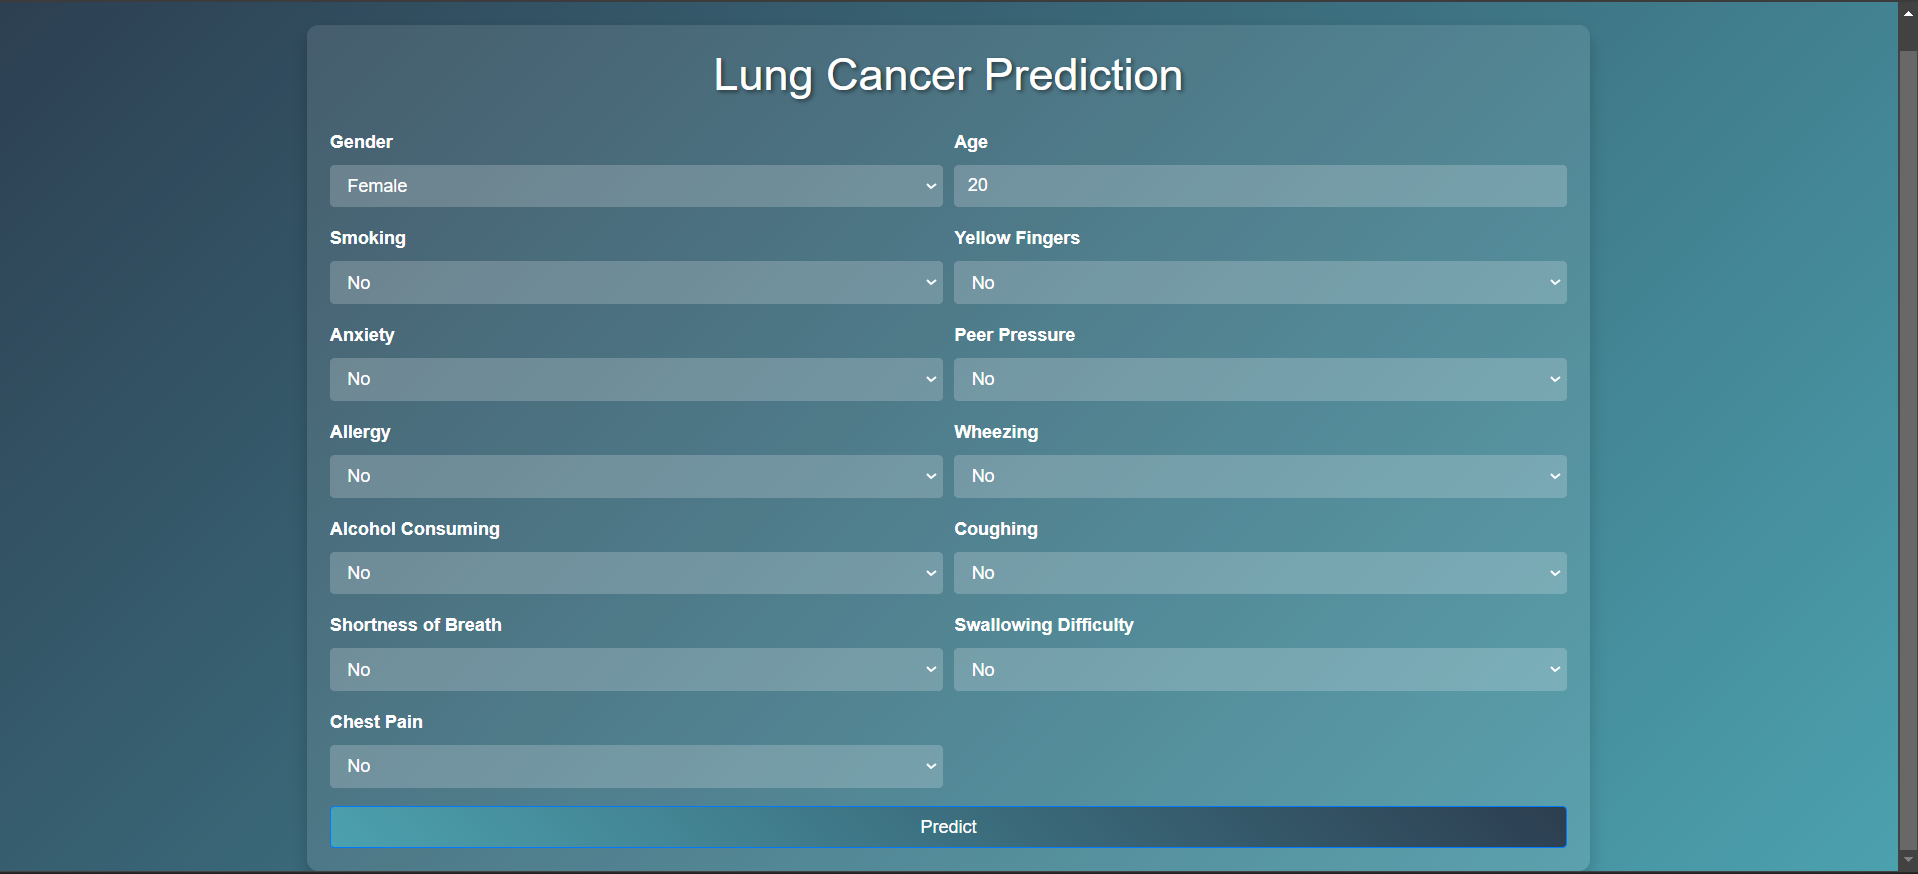 Lung Cancer Prediction
Gender
Age
Female
20
Smoking
Yellow Fingers
No
No
Anxiety
Peer Pressure
No
No
Allergy
Wheezing
No
No
Alcohol Consuming
Coughing
No
No
Shortness of Breath
Swallowing Difficulty
No
No
Chest Pain
No
Predict